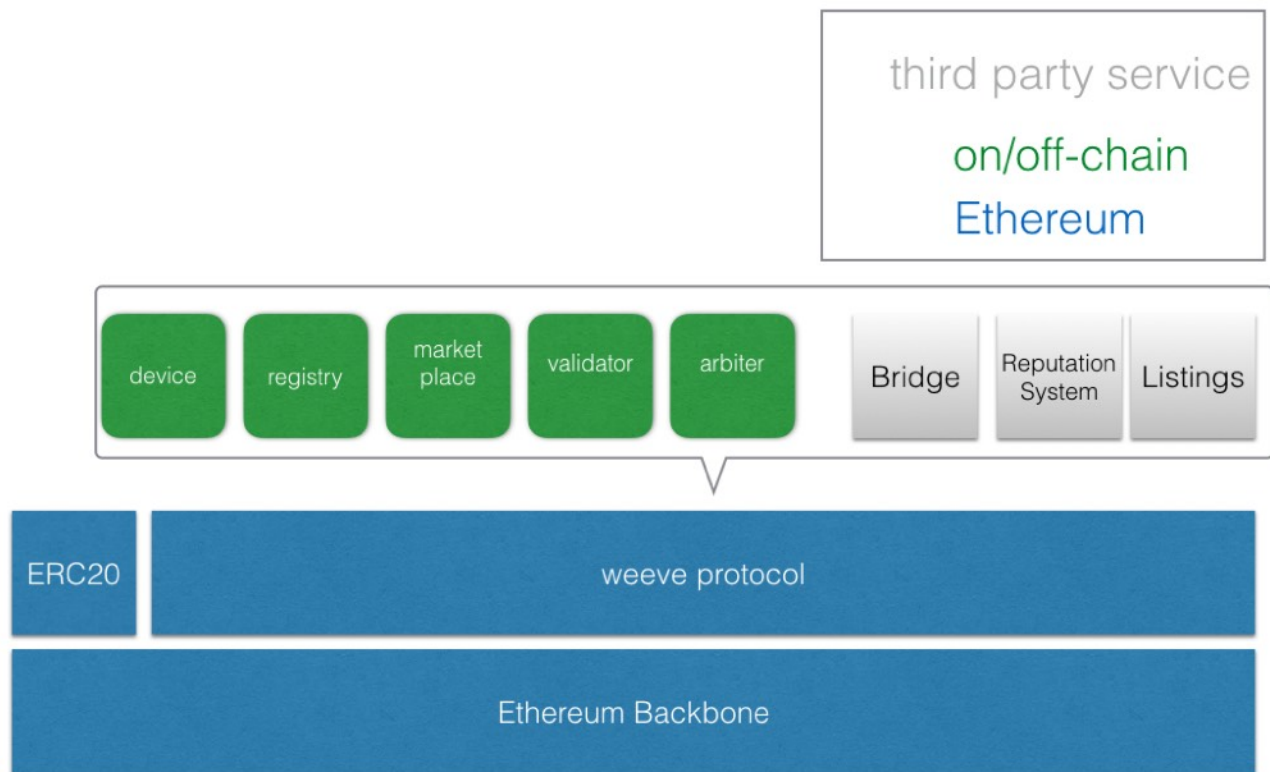 third party service
on/off-chain
Ethereum
device
registry
market
place
validator
arbiter
Bridge
Reputation
System
Listings
ERC20
weeve protocol
Ethereum Backbone